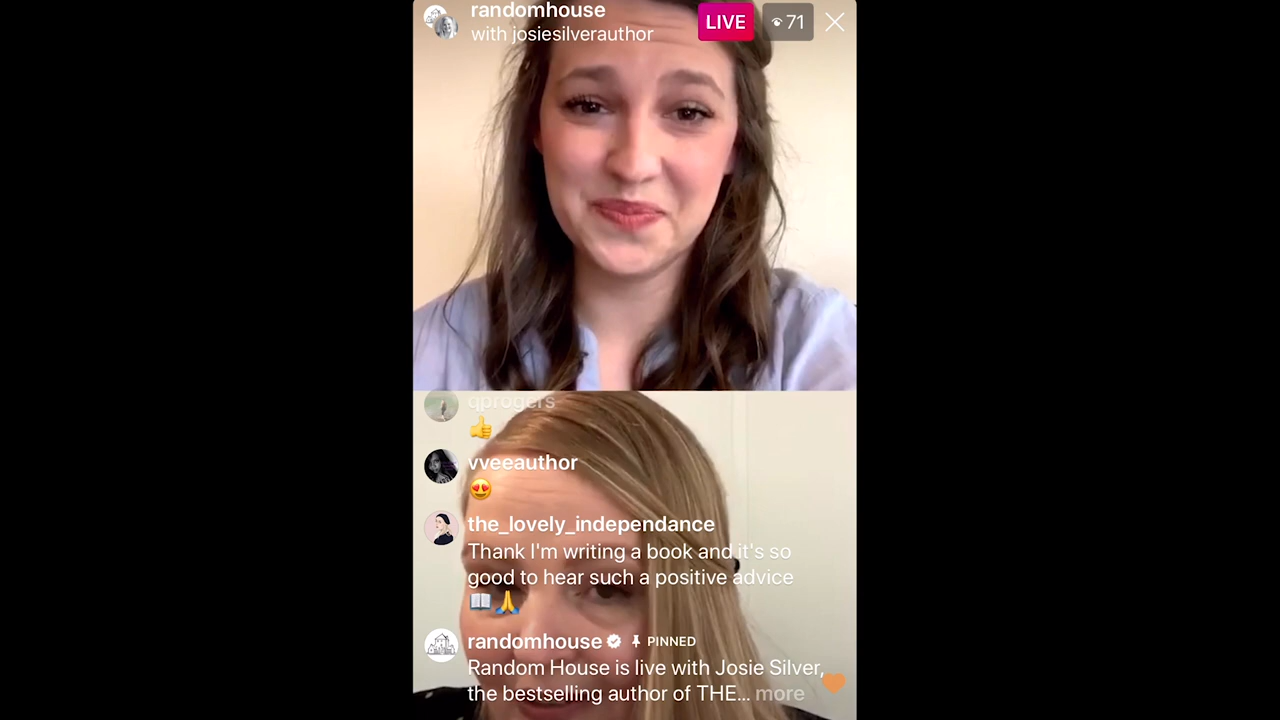 randomhouse
with josiesilverauthor
LIVE
71
qprogers
👍
vveeauthor
😍
the_lovely_independance
Thank I'm writing a book and it's so
good to hear such a positive advice
📖🙏
randomhouse PINNED
Random House is live with Josie Silver,
the bestselling author of THE... more